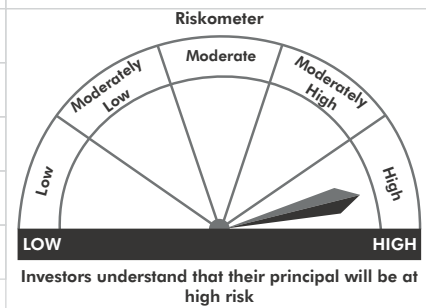 Riskometer
Low
Moderately
Low
Moderate
Moderately
High
High
LOW
HIGH
Investors understand that their principal will be at
high risk